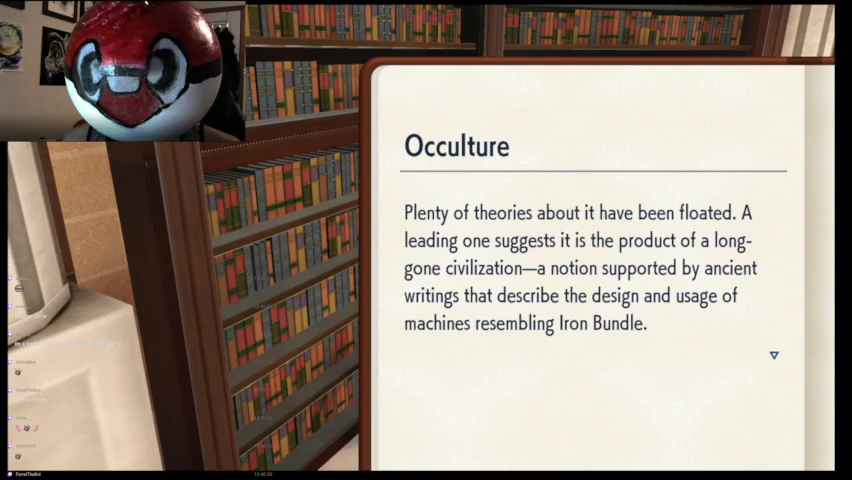 Occulture
Plenty of theories about it have been floated. A
leading one suggests it is the product of a long-
gone civilization—a notion supported by ancient
writings that describe the design and usage of
machines resembling Iron Bundle.